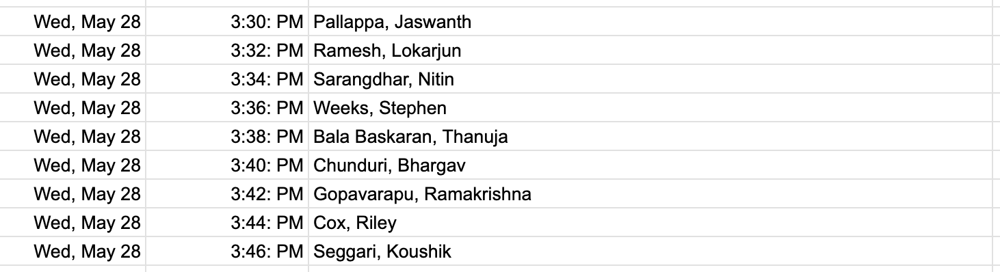 Wed, May 28 3:30: PM Pallappa, Jaswanth
Wed, May 28 3:32: PM Ramesh, Lokarjun
Wed, May 28 3:34: PM Sarangdhar, Nitin
Wed, May 28 3:36: PM Weeks, Stephen
Wed, May 28 3:38: PM Bala Baskaran, Thanuja
Wed, May 28 3:40: PM Chunduri, Bhargav
Wed, May 28 3:42: PM Gopavarapu, Ramakrishna
Wed, May 28 3:44: PM Cox, Riley
Wed, May 28 3:46: PM Seggari, Koushik